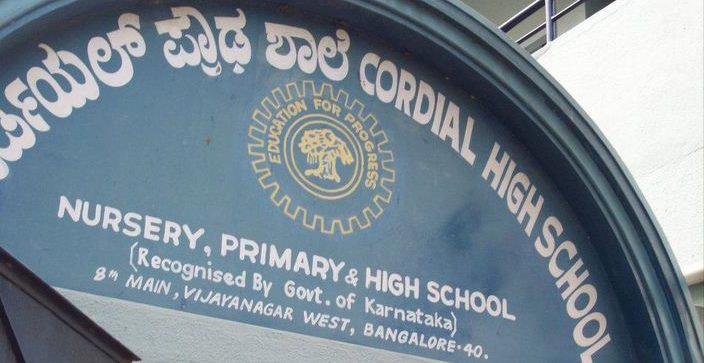 ರ್ಡಿಯಲ್ ಪ್ರೌಢ ಶಾಲೆ CORDIAL HIGH SCHOOL
EDUCATION FOR PROGRESS
NURSERY, PRIMARY & HIGH SCHOOL
(Recognised By Govt. of Karnataka)
8TH MAIN, VIJAYANAGAR WEST, BANGALORE-40.